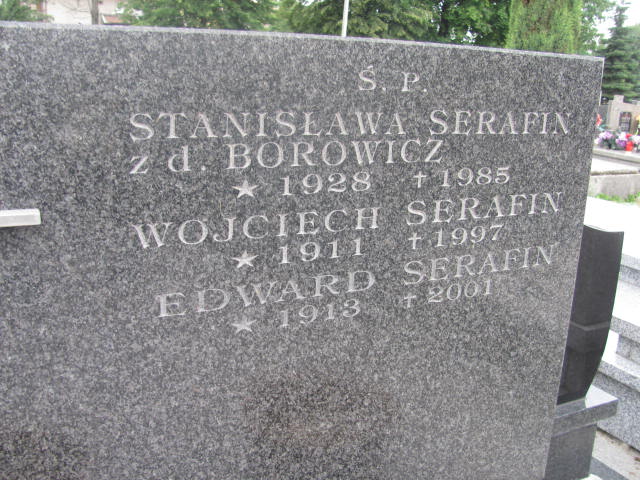 Ś. P.
STANISŁAWA SERAFIN
z d. BOROWICZ
★ 1928 † 1985
WOJCIECH SERAFIN
★ 1911 † 1997
EDWARD SERAFIN
★ 1913 † 2001